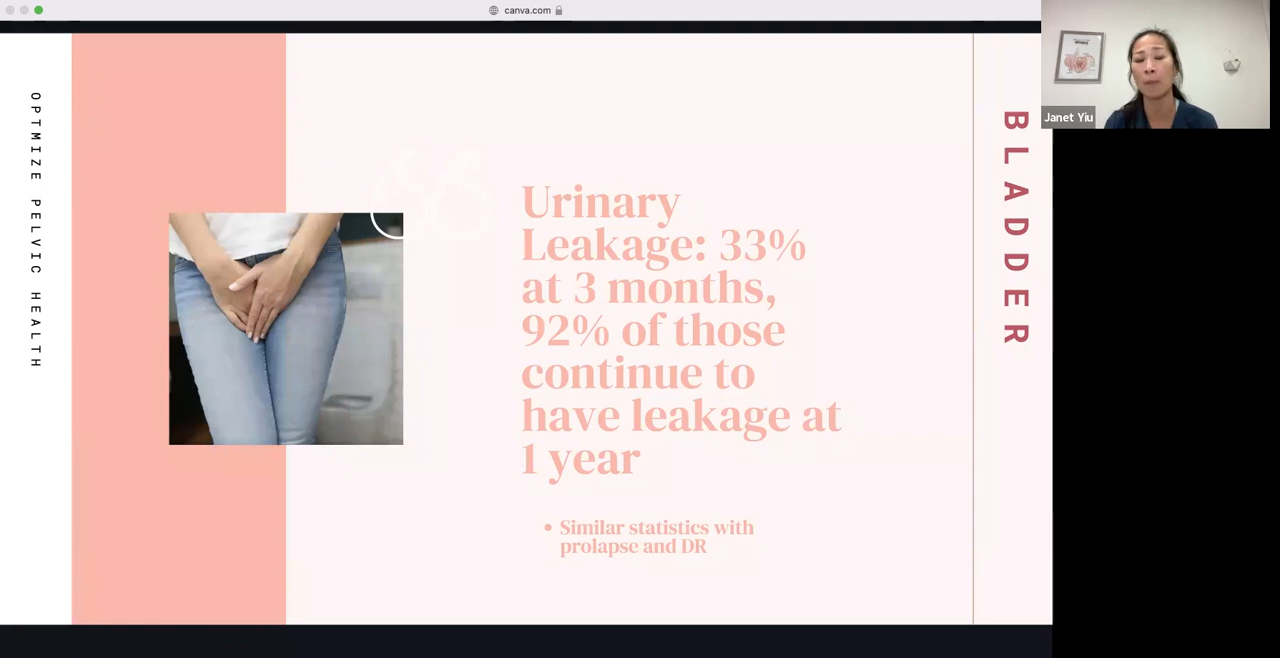 canva.com
OPTMIZE PELVIC HEALTH
Urinary
Leakage: 33%
at 3 months,
92% of those
continue to
have leakage at
1 year
• Similar statistics with
prolapse and DR
BLADDER
Janet Yiu